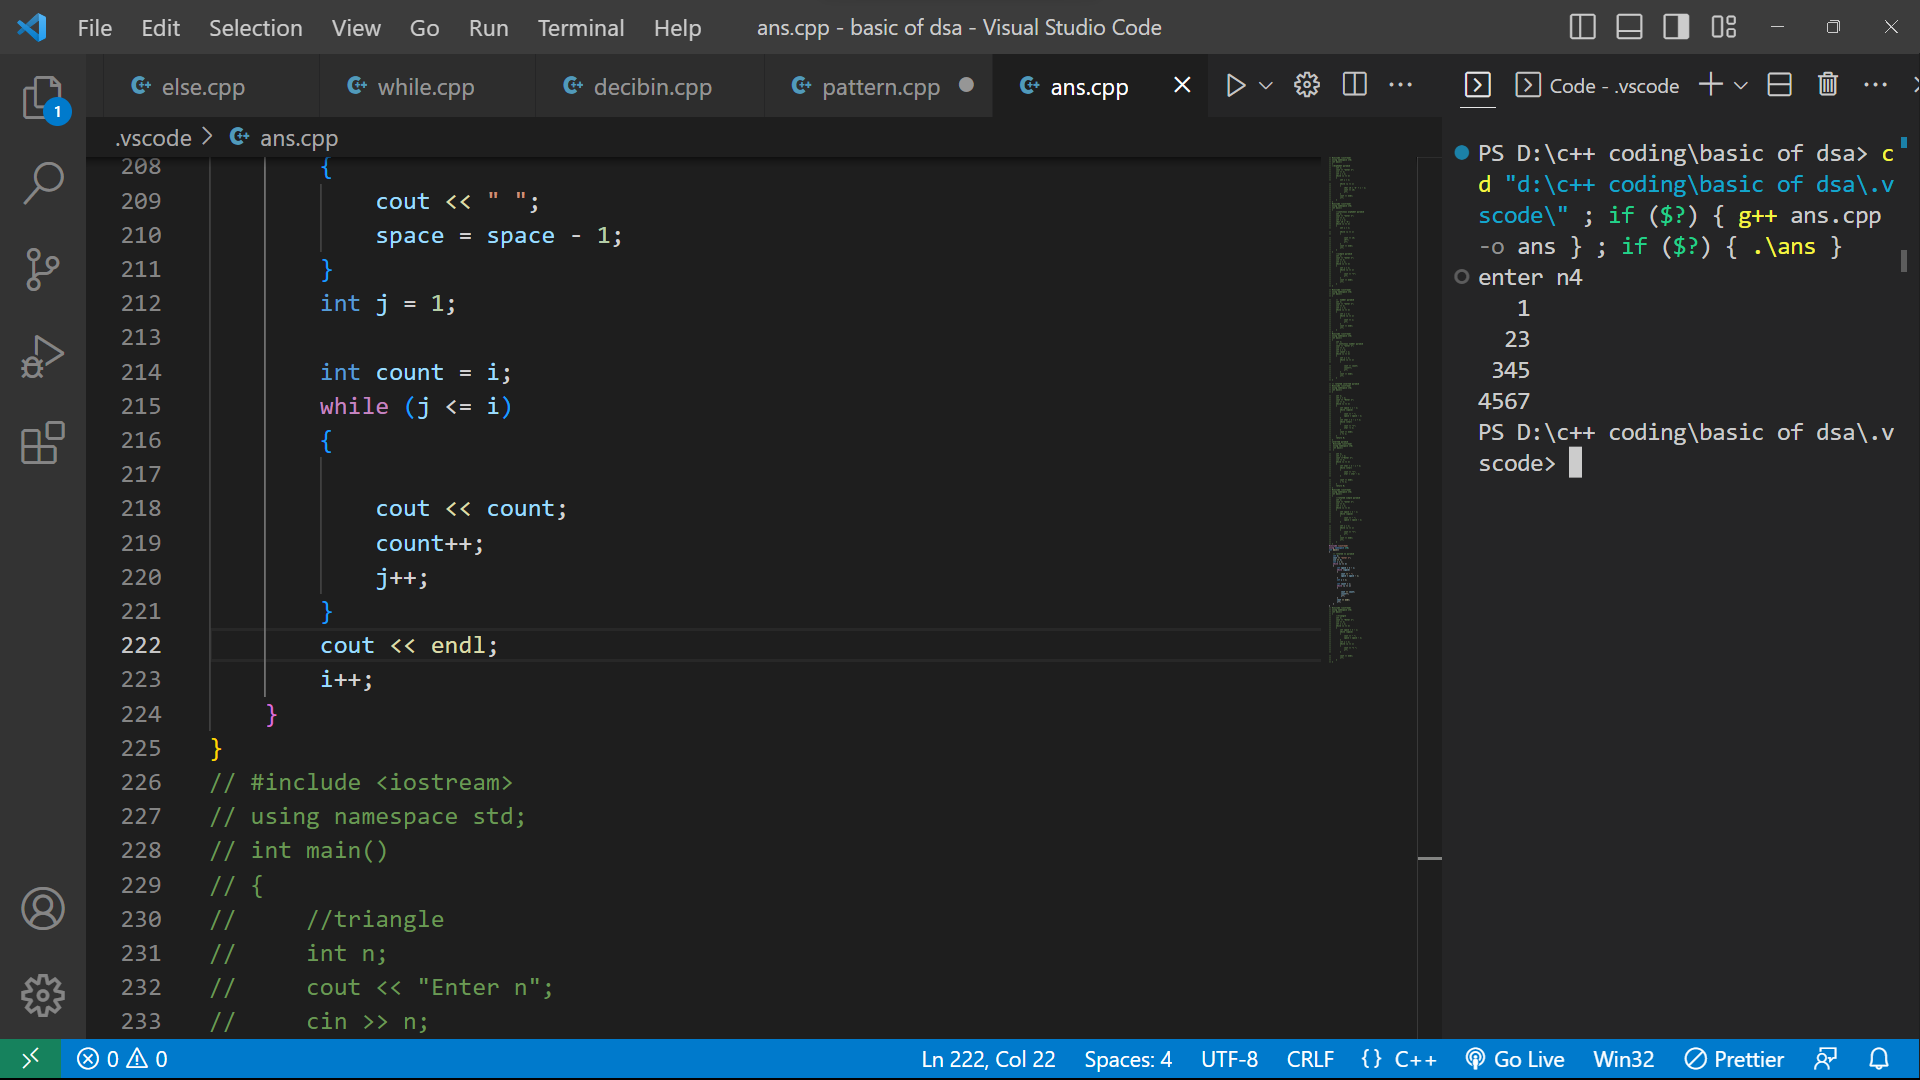 File Edit Selection View Go Run Terminal Help ans.cpp - basic of dsa - Visual Studio Code
else.cpp while.cpp decibin.cpp pattern.cpp ans.cpp
Code - .vscode
1
.vscode > ans.cpp
208 {
209 cout << " ";
210 space = space - 1;
211 }
212 int j = 1;
213
214 int count = i;
215 while (j <= i)
216 {
217
218 cout << count;
219 count++;
220 j++;
221 }
222 cout << endl;
223 i++;
224 }
225 }
226 // #include <iostream>
227 // using namespace std;
228 // int main()
229 // {
230 // //triangle
231 // int n;
232 // cout << "Enter n";
233 // cin >> n;
PS D:\c++ coding\basic of dsa> c
d "d:\c++ coding\basic of dsa\.v
scode\" ; if ($?) { g++ ans.cpp
-o ans } ; if ($?) { .\ans }
enter n4
1
23
345
4567
PS D:\c++ coding\basic of dsa\.v
scode>
0 0 Ln 222, Col 22 Spaces: 4 UTF-8 CRLF {} C++ Go Live Win32 Prettier